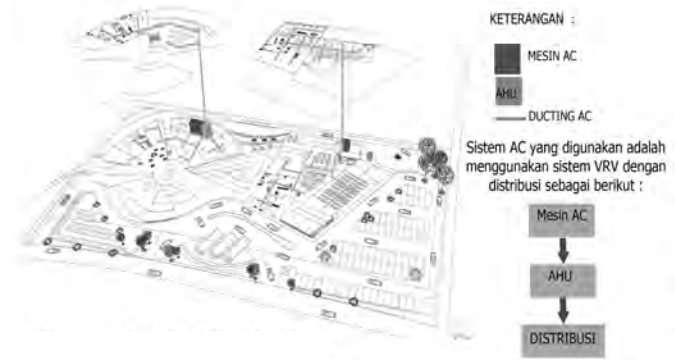 KETERANGAN :
MESIN AC
AHU
DUCTING AC
Sistem AC yang digunakan adalah
menggunakan sistem VRV dengan
distribusi sebagai berikut :
Mesin AC
AHU
DISTRIBUSI